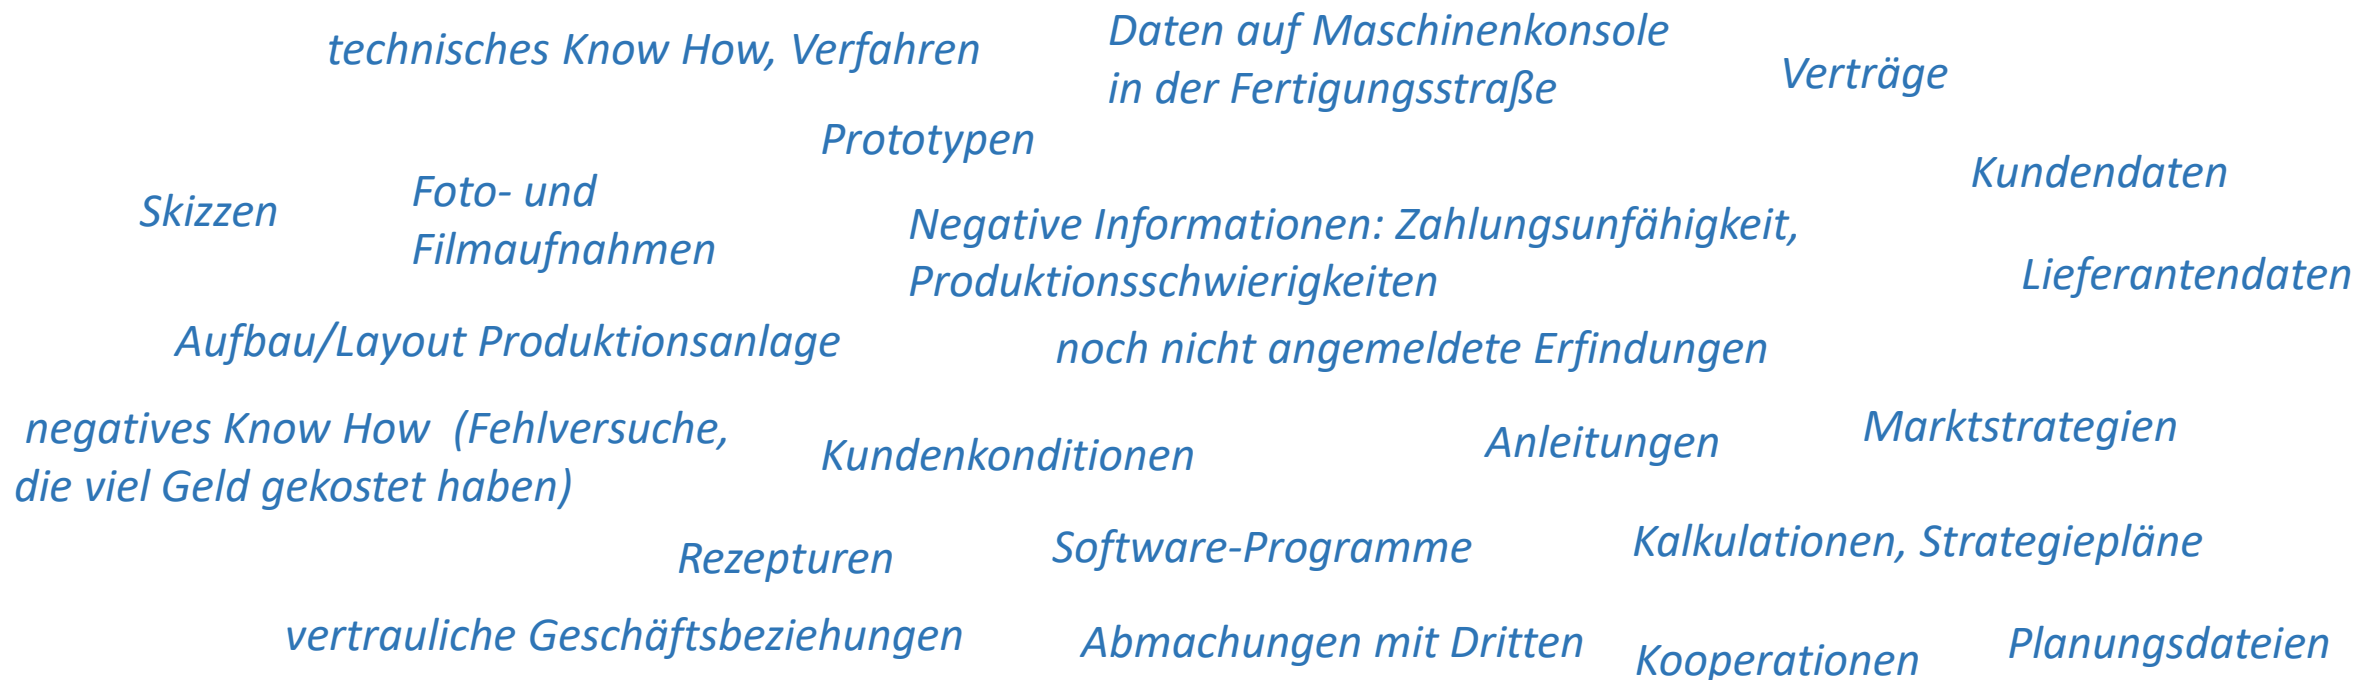 technisches Know How, Verfahren
Daten auf Maschinenkonsole
in der Fertigungsstraße
Verträge
Prototypen
Kundendaten
Skizzen
Foto- und
Filmaufnahmen
Negative Informationen: Zahlungsunfähigkeit,
Produktionsschwierigkeiten
Lieferantendaten
Aufbau/Layout Produktionsanlage
noch nicht angemeldete Erfindungen
negatives Know How (Fehlversuche,
die viel Geld gekostet haben)
Kundenkonditionen
Anleitungen
Marktstrategien
Rezepturen
Software-Programme
Kalkulationen, Strategiepläne
vertrauliche Geschäftsbeziehungen
Abmachungen mit Dritten
Kooperationen
Planungsdateien